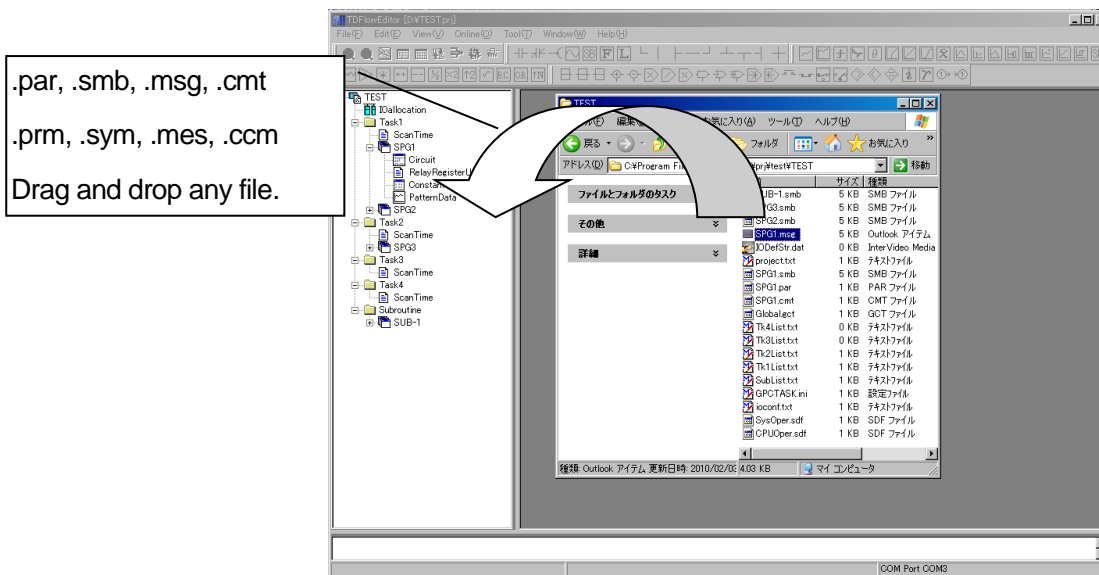 TDFlowEditor [D:¥TEST.prj]
File(F) Edit(E) View(V) Online(O) Tool(T) Window(W) Help(H)
.par, .smb, .msg, .cmt
.prm, .sym, .mes, .ccm
Drag and drop any file.
TEST
IOallocation
Task1
ScanTime
SPG1
Circuit
RelayRegister
Constan
PatternData
SPG2
Task2
ScanTime
SPG3
Task3
ScanTime
Task4
ScanTime
Subroutine
SUB-1
TEST
気に入り(A) ツール(T) ヘルプ(H)
戻る フォルダ お気に入り
アドレス(D) C:¥Program Fi ¥prj¥test¥TEST 移動
ファイルとフォルダのタスク
その他
詳細
サイズ 種類
UB-1.smb 5 KB SMB ファイル
PG3.smb 5 KB SMB ファイル
SPG2.smb 5 KB SMB ファイル
SPG1.msg 5 KB Outlook アイテム
IODefStr.dat 0 KB InterVideo Media
project.txt 1 KB テキストファイル
SPG1.smb 5 KB SMB ファイル
SPG1.par 1 KB PAR ファイル
SPG1.cmt 1 KB CMT ファイル
Global.gct 1 KB GCT ファイル
Tk4List.txt 0 KB テキストファイル
Tk3List.txt 0 KB テキストファイル
Tk2List.txt 1 KB テキストファイル
Tk1List.txt 1 KB テキストファイル
SubList.txt 1 KB テキストファイル
GPCTASK.ini 1 KB 設定ファイル
ioconf.txt 1 KB テキストファイル
SysOper.sdf 1 KB SDF ファイル
CPUOper.sdf 1 KB SDF ファイル
種類: Outlook アイテム 更新日時: 2010/02/03 4.03 KB マイ コンピュータ
COM Port COM3